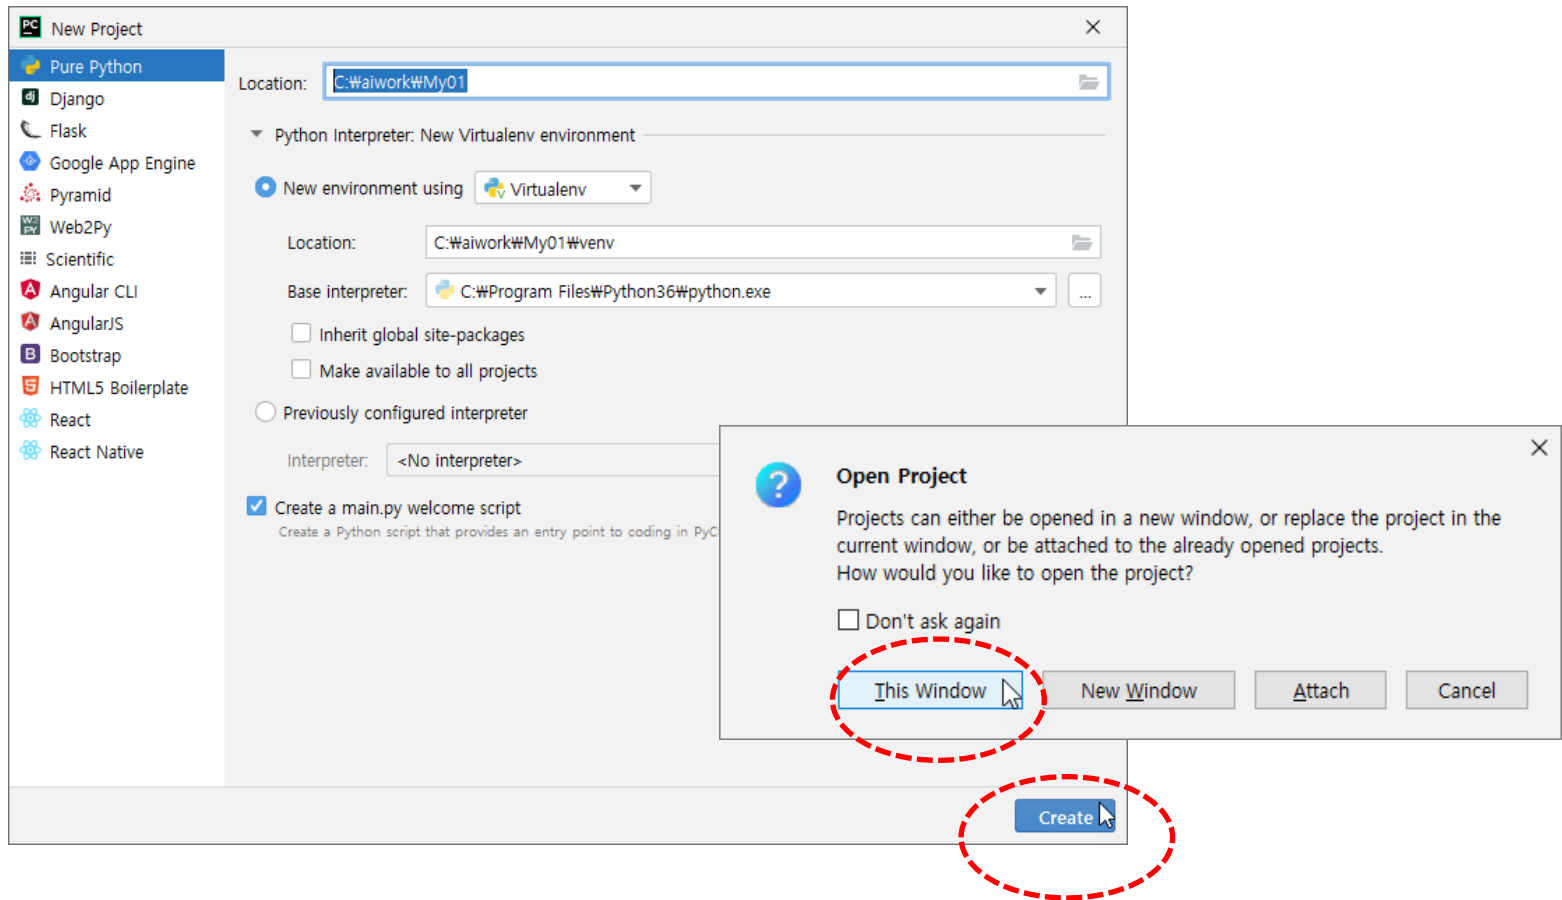 New Project
Pure Python
Django
Flask
Google App Engine
Pyramid
Web2Py
Scientific
Angular CLI
AngularJS
Bootstrap
HTML5 Boilerplate
React
React Native
Location: C:₩aiwork₩My01
Python Interpreter: New Virtualenv environment
New environment using Virtualenv
Location: C:₩aiwork₩My01₩venv
Base interpreter: C:₩Program Files₩Python36₩python.exe ...
Inherit global site-packages
Make available to all projects
Previously configured interpreter
Interpreter: <No interpreter>
Create a main.py welcome script
Create a Python script that provides an entry point to coding in PyC
Open Project
Projects can either be opened in a new window, or replace the project in the
current window, or be attached to the already opened projects.
How would you like to open the project?
Don't ask again
This Window New Window Attach Cancel
Create